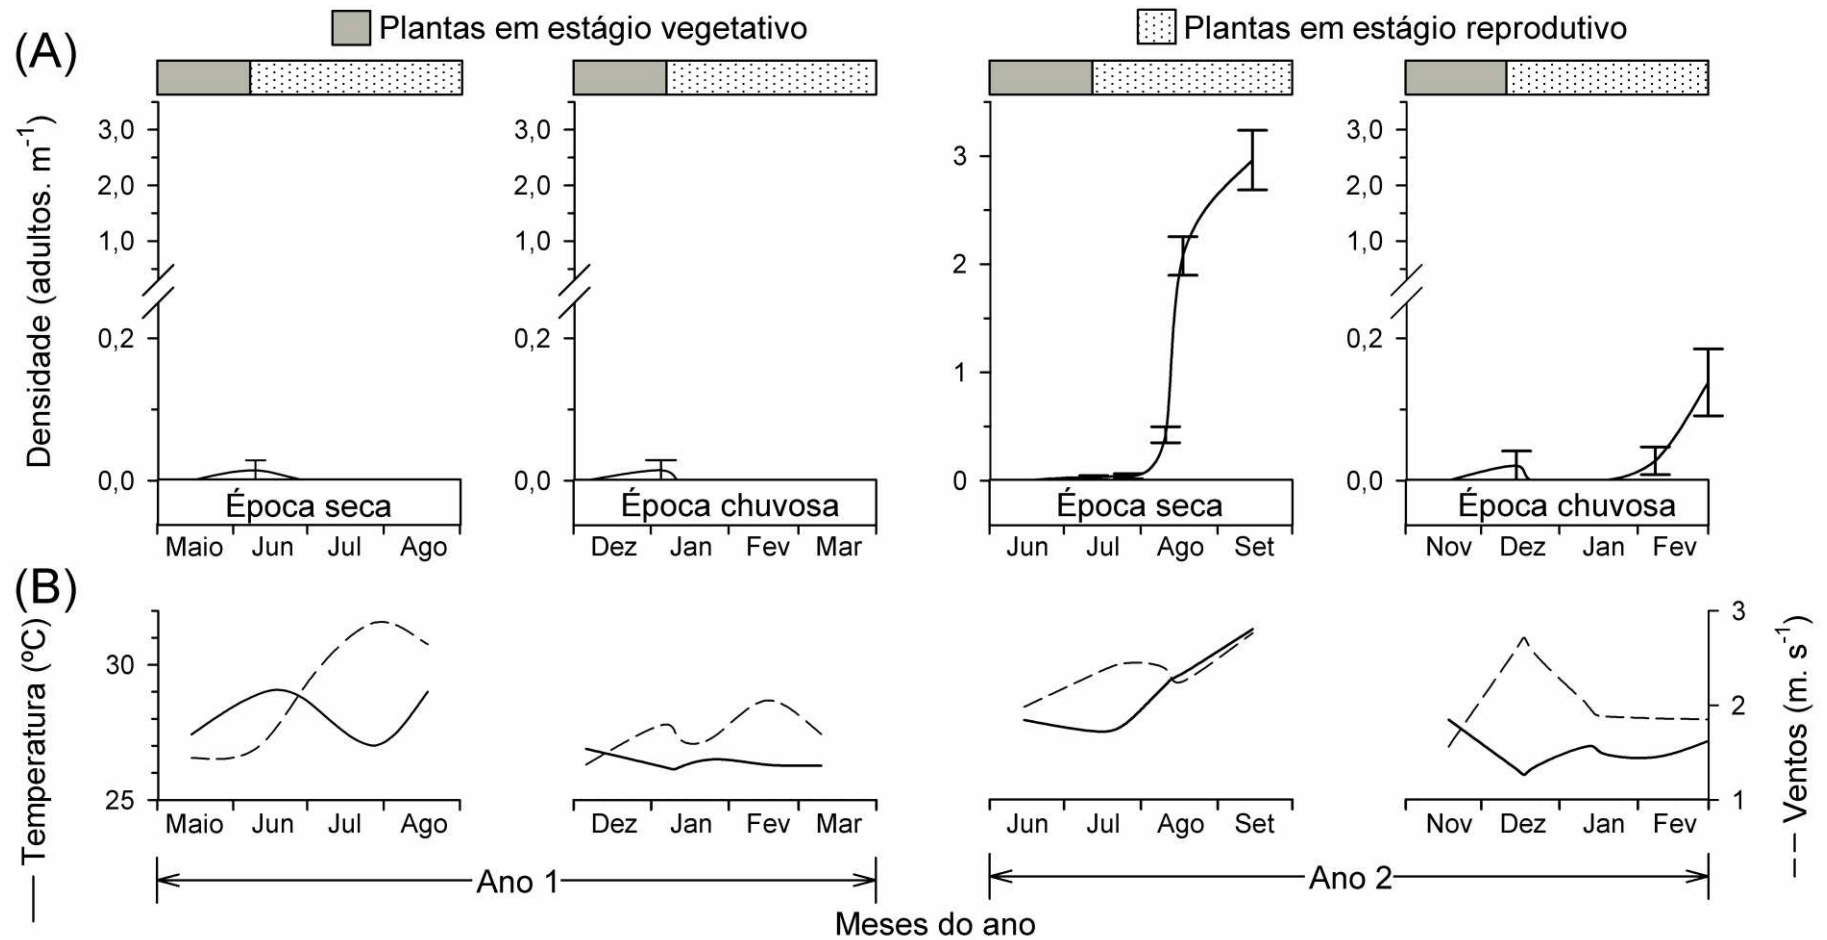 Plantas em estágio vegetativo
Plantas em estágio reprodutivo
(A)
Densidade (adultos. m-1)
3,0
2,0
1,0
0,2
0,0
Época seca
Maio Jun Jul Ago
3,0
2,0
1,0
0,2
0,0
Época chuvosa
Dez Jan Fev Mar
3
2
1
0
Época seca
Jun Jul Ago Set
3,0
2,0
1,0
0,2
0,0
Época chuvosa
Nov Dez Jan Fev
(B)
Temperatura (ºC)
30
25
Maio Jun Jul Ago
Dez Jan Fev Mar
Jun Jul Ago Set
Nov Dez Jan Fev
3
2
1
Ventos (m. s-1)
Ano 1
Ano 2
Meses do ano